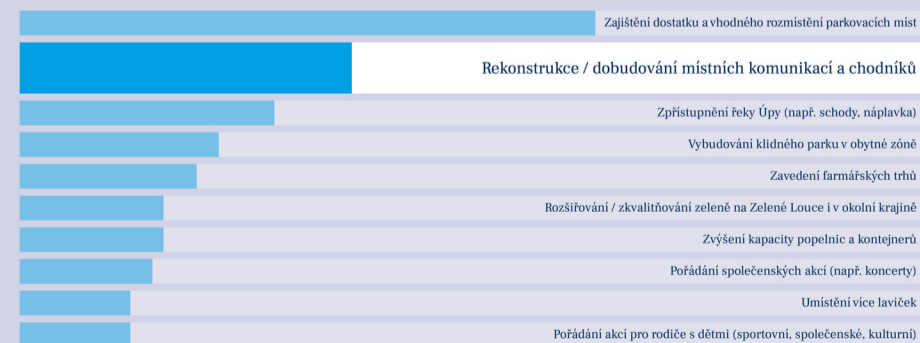 Zajištění dostatku a vhodného rozmístění parkovacích míst
Rekonstrukce / dobudování místních komunikací a chodníků
Zpřístupnění řeky Úpy (např. schody, náplavka)
Vybudování klidného parku v obytné zóně
Zavedení farmářských trhů
Rozšiřování / zkvalitňování zeleně na Zelené Louce i v okolní krajině
Zvýšení kapacity popelnic a kontejnerů
Pořádání společenských akcí (např. koncerty)
Umístění více laviček
Pořádání akcí pro rodiče s dětmi (sportovní, společenské, kulturní)